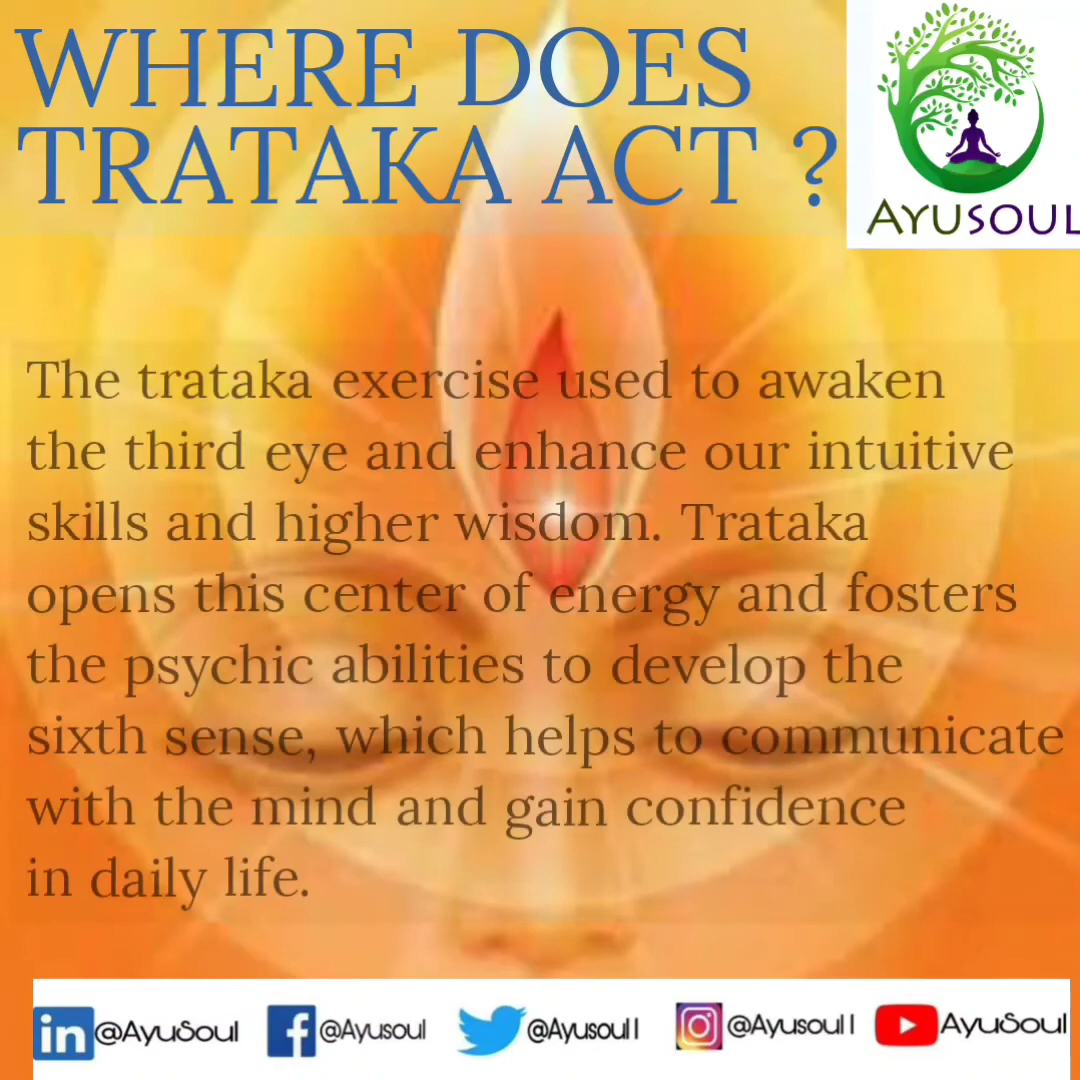 WHERE DOES
TRATAKA ACT ?
AYUSOUL
The trataka exercise used to awaken
the third eye and enhance our intuitive
skills and higher wisdom. Trataka
opens this center of energy and fosters
the psychic abilities to develop the
sixth sense, which helps to communicate
with the mind and gain confidence
in daily life.
in @AyuSoul f @Ayusoul @Ayusoul1 @Ayusoul1 AyuSoul